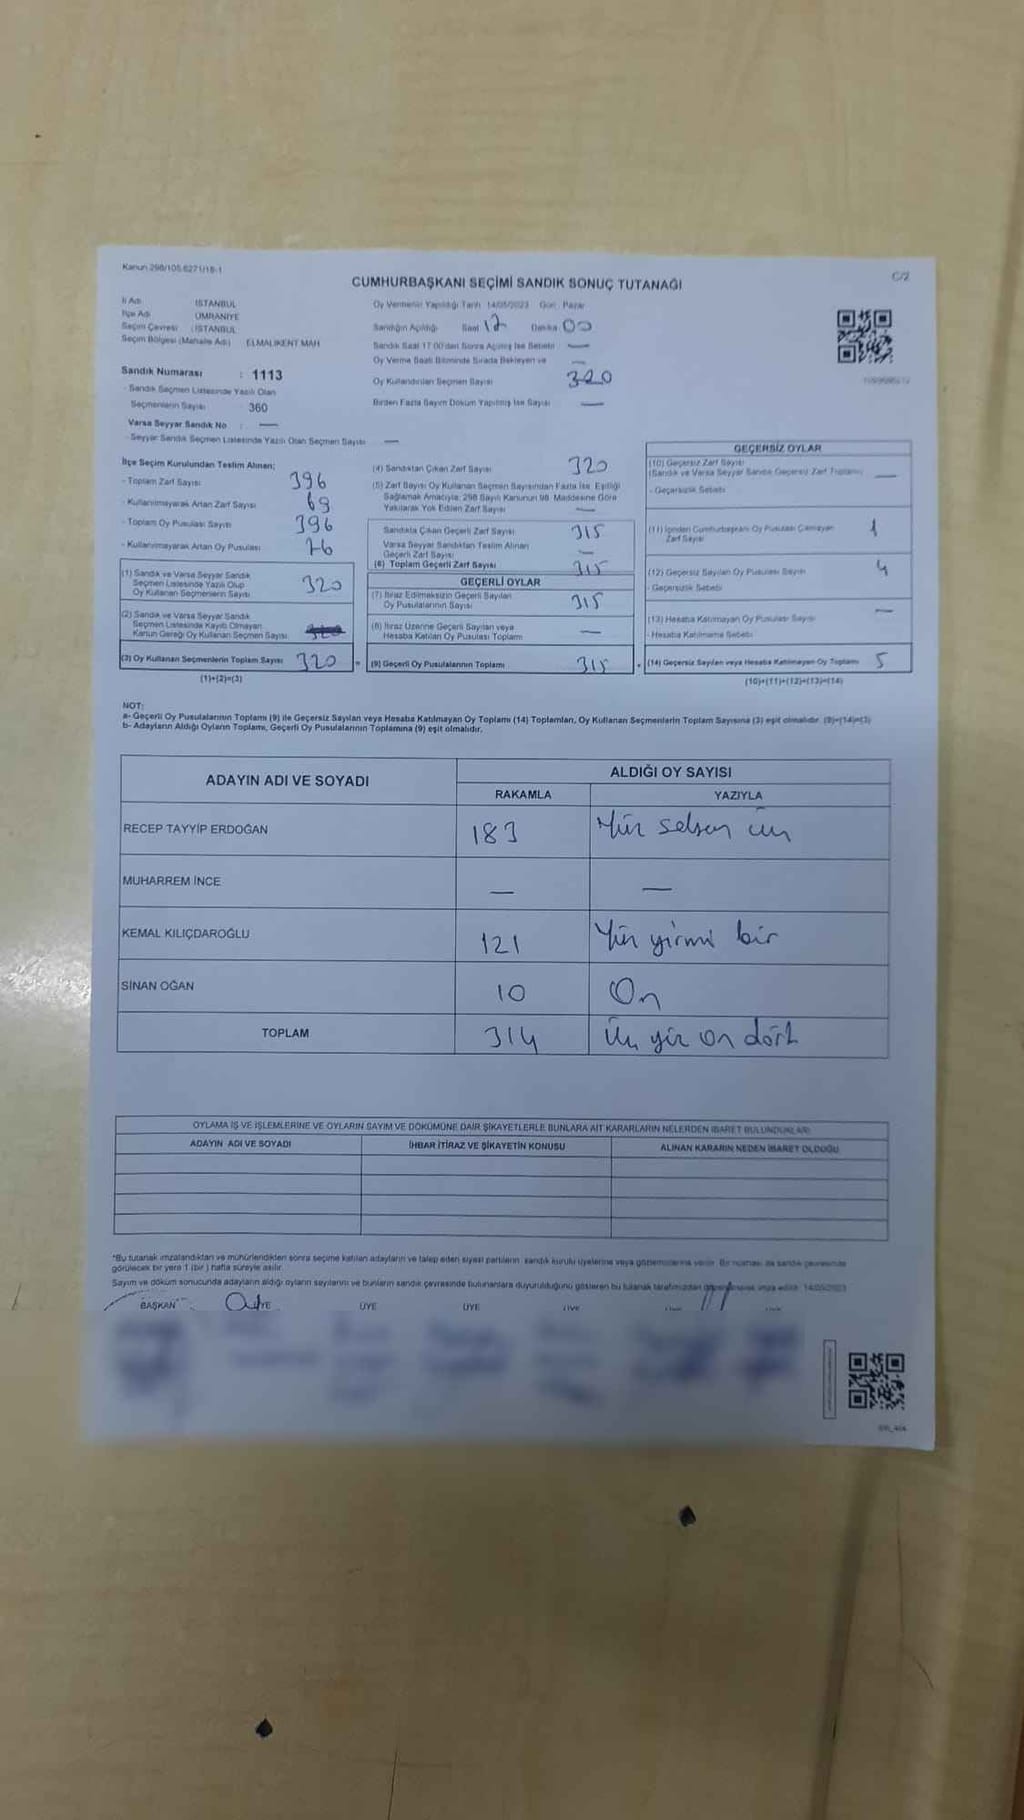 Kanun 298/105.6271/18-1
C/2
CUMHURBAŞKANI SEÇİMİ SANDIK SONUÇ TUTANAĞI
İl Adı : İSTANBUL
İlçe Adı : ÜMRANİYE
Seçim Çevresi : İSTANBUL
Seçim Bölgesi (Mahalle Adı) : ELMALIKENT MAH
Sandık Numarası : 1113
- Sandık Seçmen Listesinde Yazılı Olan
Seçmenlerin Sayısı : 360
Varsa Seyyar Sandık No : —
- Seyyar Sandık Seçmen Listesinde Yazılı Olan Seçmen Sayısı : —
Oy Vermenin Yapıldığı Tarih 14/05/2023 Gün : Pazar
Sandığın Açıldığı Saat 17 Dakika 00
Sandık Saat 17:00'dan Sonra Açılmış İse Sebebi : —
Oy Verme Saati Bitiminde Sırada Bekleyen ve —
Oy Kullandırılan Seçmen Sayısı 320
Birden Fazla Sayım Döküm Yapılmış İse Sayısı : —
İlçe Seçim Kurulundan Teslim Alınan;
- Toplam Zarf Sayısı : 396
- Kullanılmayarak Artan Zarf Sayısı : 69
- Toplam Oy Pusulası Sayısı : 396
- Kullanılmayarak Artan Oy Pusulası : 76
(1) Sandık ve Varsa Seyyar Sandık
Seçmen Listesinde Yazılı Olup
Oy Kullanan Seçmenlerin Sayısı 320
(2) Sandık ve Varsa Seyyar Sandık
Seçmen Listesinde Kayıtlı Olmayan
Kanun Gereği Oy Kullanan Seçmen Sayısı
(3) Oy Kullanan Seçmenlerin Toplam Sayısı 320
(1)+(2)=(3)
(4) Sandıktan Çıkan Zarf Sayısı 320
(5) Zarf Sayısı Oy Kullanan Seçmen Sayısından Fazla İse, Eşitliği
Sağlamak Amacıyla, 298 Sayılı Kanunun 98. Maddesine Göre
Yakılarak Yok Edilen Zarf Sayısı —
Sandıkta Çıkan Geçerli Zarf Sayısı 315
Varsa Seyyar Sandıktan Teslim Alınan
Geçerli Zarf Sayısı —
(6) Toplam Geçerli Zarf Sayısı 315
GEÇERLİ OYLAR
(7) İtiraz Edilmeksizin Geçerli Sayılan
Oy Pusulalarının Sayısı 315
(8) İtiraz Üzerine Geçerli Sayılan veya
Hesaba Katılan Oy Pusulası Toplamı —
= (9) Geçerli Oy Pusulalarının Toplamı 315
GEÇERSİZ OYLAR
(10) Geçersiz Zarf Sayısı
(Sandık ve Varsa Seyyar Sandık Geçersiz Zarf Toplamı) —
- Geçersizlik Sebebi
(11) İçinden Cumhurbaşkanı Oy Pusulası Çıkmayan
Zarf Sayısı 1
(12) Geçersiz Sayılan Oy Pusulası Sayısı 4
- Geçersizlik Sebebi
(13) Hesaba Katılmayan Oy Pusulası Sayısı —
- Hesaba Katılmama Sebebi
+ (14) Geçersiz Sayılan veya Hesaba Katılmayan Oy Toplamı 5
(10)+(11)+(12)+(13)=(14)
NOT:
a- Geçerli Oy Pusulalarının Toplamı (9) ile Geçersiz Sayılan veya Hesaba Katılmayan Oy Toplamı (14) Toplamları, Oy Kullanan Seçmenlerin Toplam Sayısına (3) eşit olmalıdır. (9)+(14)=(3)
b- Adayların Aldığı Oyların Toplamı, Geçerli Oy Pusulalarının Toplamına (9) eşit olmalıdır.
ADAYIN ADI VE SOYADI
ALDIĞI OY SAYISI
RAKAMLA YAZIYLA
RECEP TAYYİP ERDOĞAN 183 Yüz seksen üç
MUHARREM İNCE — —
KEMAL KILIÇDAROĞLU 121 Yüz yirmi bir
SİNAN OĞAN 10 On
TOPLAM 314 Üç yüz on dört
OYLAMA İŞ VE İŞLEMLERİNE VE OYLARIN SAYIM VE DÖKÜMÜNE DAİR ŞİKAYETLERLE BUNLARA AİT KARARLARIN NELERDEN İBARET BULUNDUKLARI
ADAYIN ADI VE SOYADI İHBAR İTİRAZ VE ŞİKAYETİN KONUSU ALINAN KARARIN NEDEN İBARET OLDUĞU
*Bu tutanak imzalandıktan ve mühürlendikten sonra seçime katılan adayların ve talep eden siyasi partilerin sandık kurulu üyelerine veya gözlemcilerine verilir. Bir nüshası da sandık çevresinde
görülecek bir yere 1 (bir) hafta süreyle asılır.
Sayım ve döküm sonucunda adayların aldığı oyların sayılarını ve bunların sandık çevresinde bulunanlara duyurulduğunu gösteren bu tutanak tarafımızdan düzenlenerek imza edildi. 14/05/2023
BAŞKAN ÜYE ÜYE ÜYE ÜYE